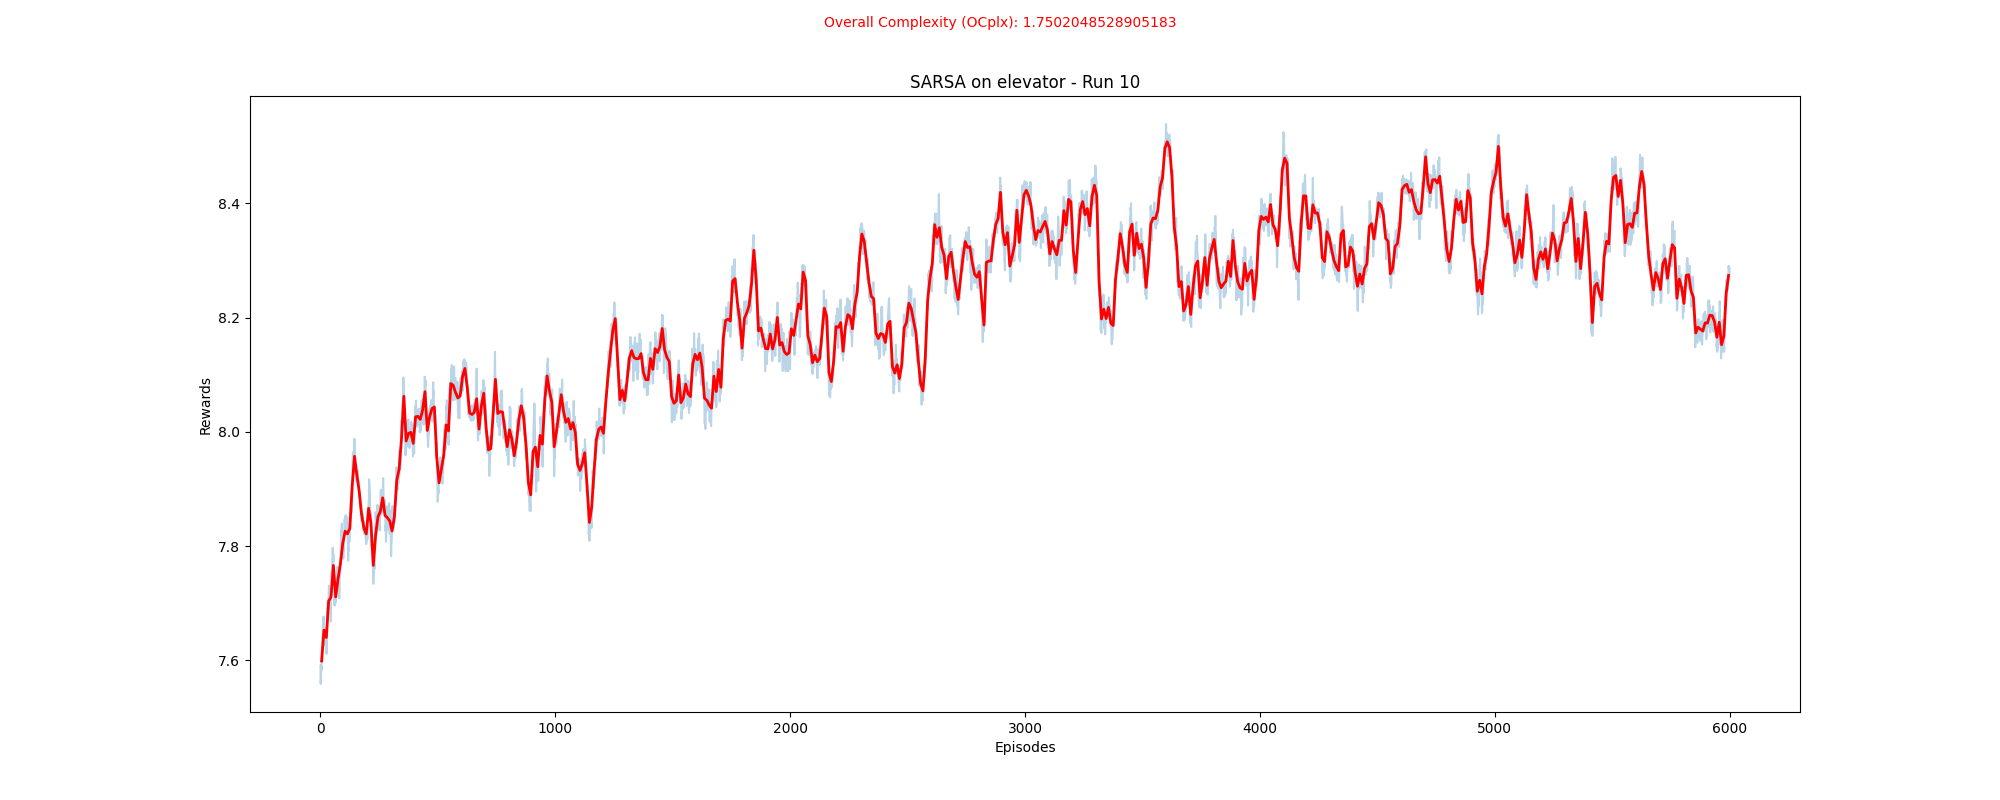 Overall Complexity (OCplx): 1.7502048528905183
SARSA on elevator - Run 10
Rewards
8.4
8.2
8.0
7.8
7.6
0 1000 2000 3000 4000 5000 6000
Episodes